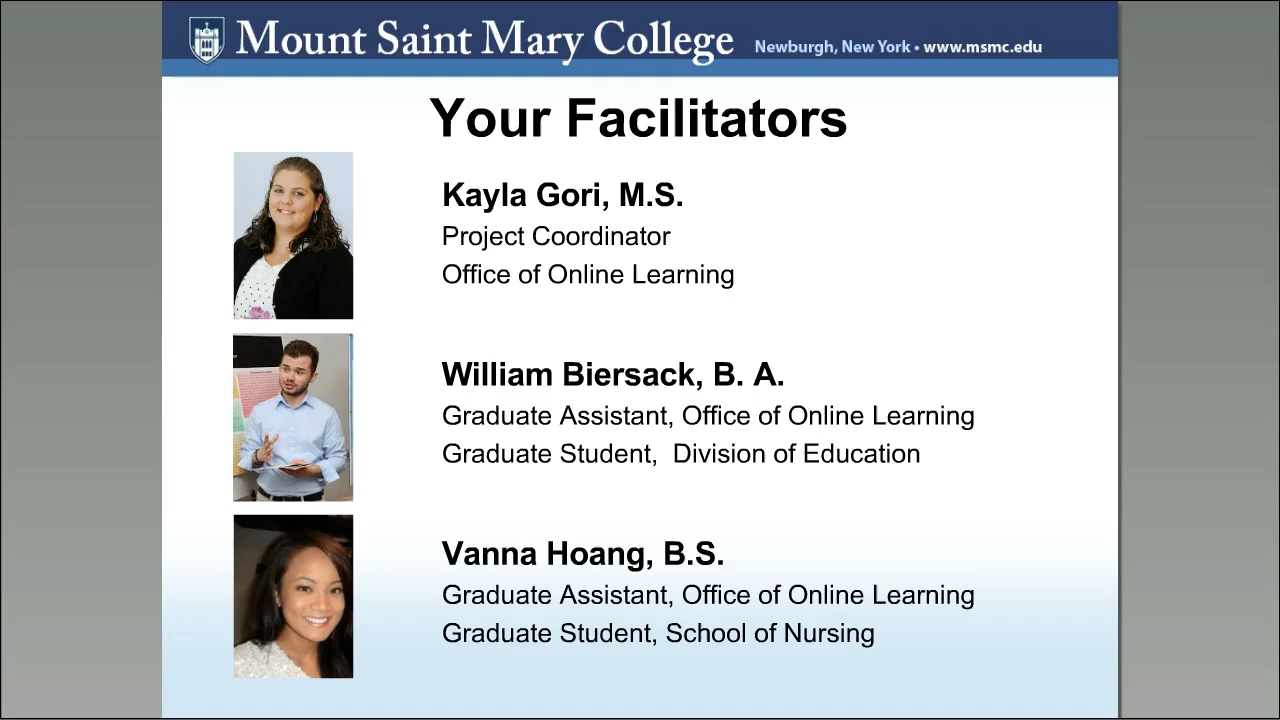 Mount Saint Mary College Newburgh, New York • www.msmc.edu
Your Facilitators
Kayla Gori, M.S.
Project Coordinator
Office of Online Learning
William Biersack, B. A.
Graduate Assistant, Office of Online Learning
Graduate Student,  Division of Education
Vanna Hoang, B.S.
Graduate Assistant, Office of Online Learning
Graduate Student, School of Nursing